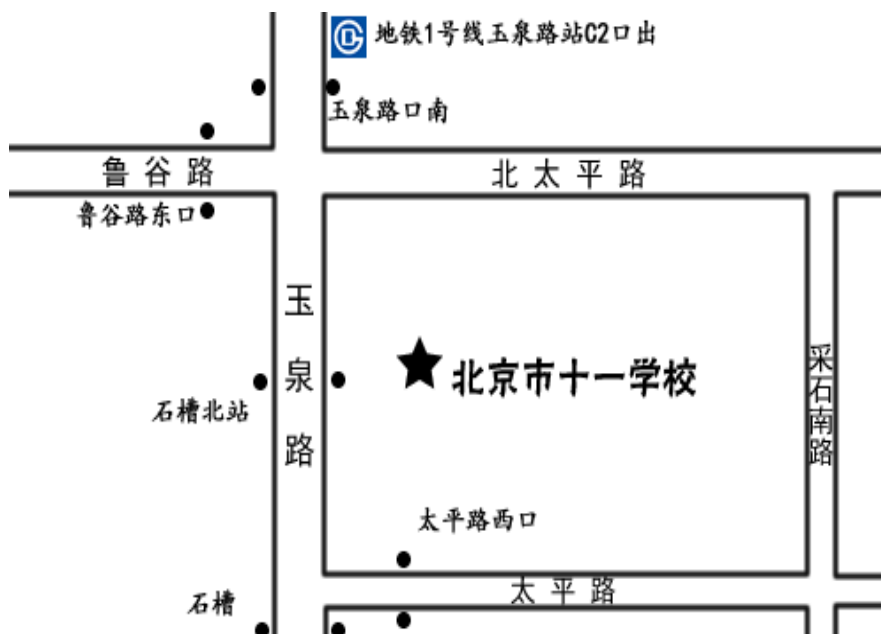 地铁1号线玉泉路站C2口出
玉泉路口南
鲁谷路
北太平路
鲁谷路东口
玉泉路
北京市十一学校
采石南路
石槽北站
太平路西口
太平路
石槽